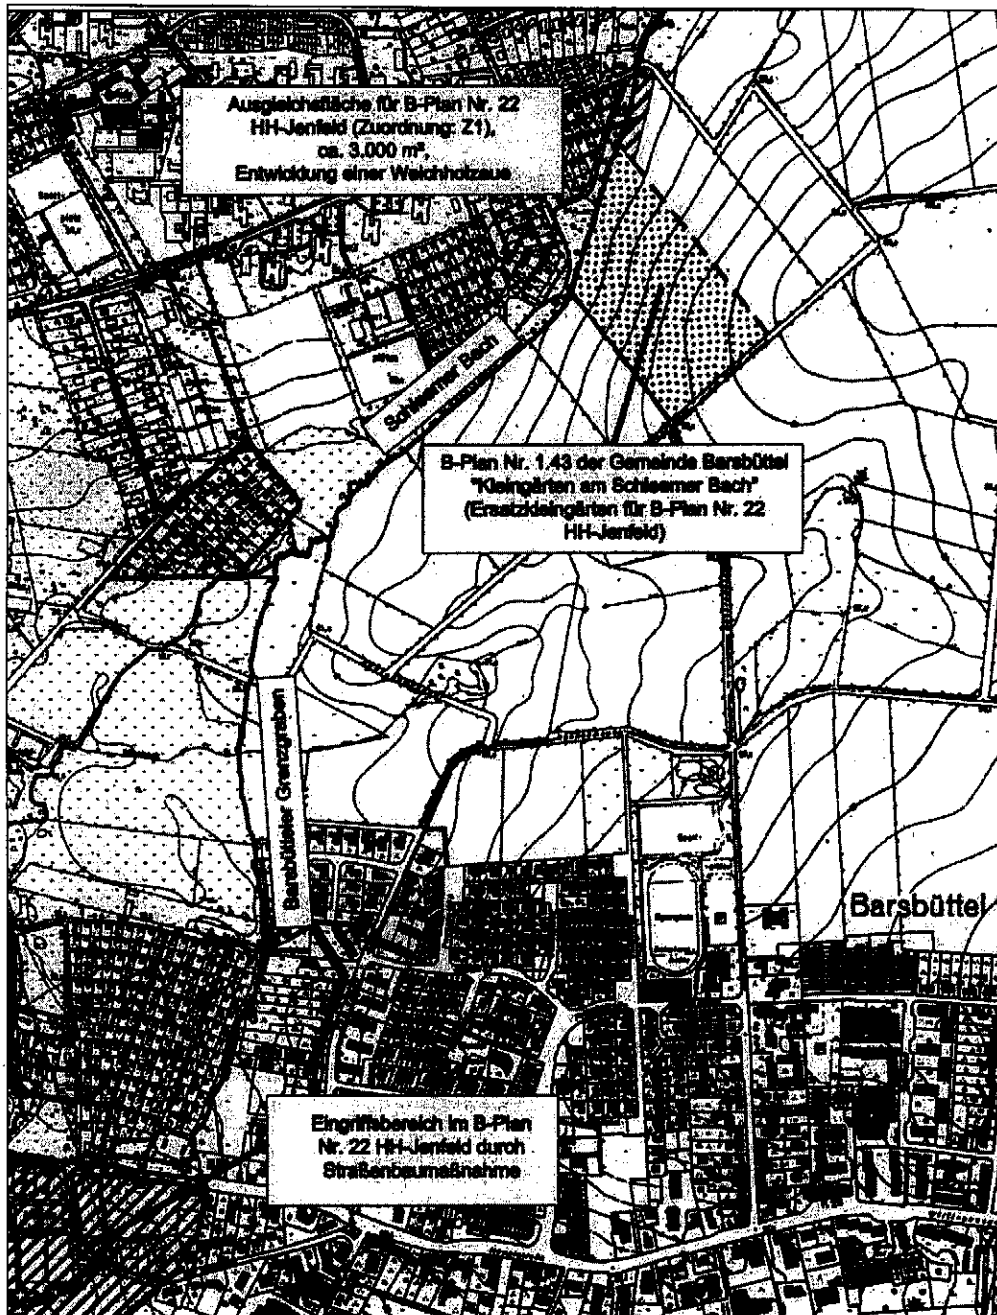 Ausgleichsfläche für B-Plan Nr. 22
HH-Jenfeld (Zuordnung: Z1),
ca. 3.000 m²,
Entwicklung einer Weichholzaue
Schleemer Bach
B-Plan Nr. 1.43 der Gemeinde Barsbüttel
"Kleingärten am Schleemer Bach"
(Ersatzkleingärten für B-Plan Nr. 22
HH-Jenfeld)
Barsbütteler Grenzgraben
Barsbüttel
Eingriffsbereich im B-Plan
Nr. 22 HH-Jenfeld durch
Straßenbaumaßnahme